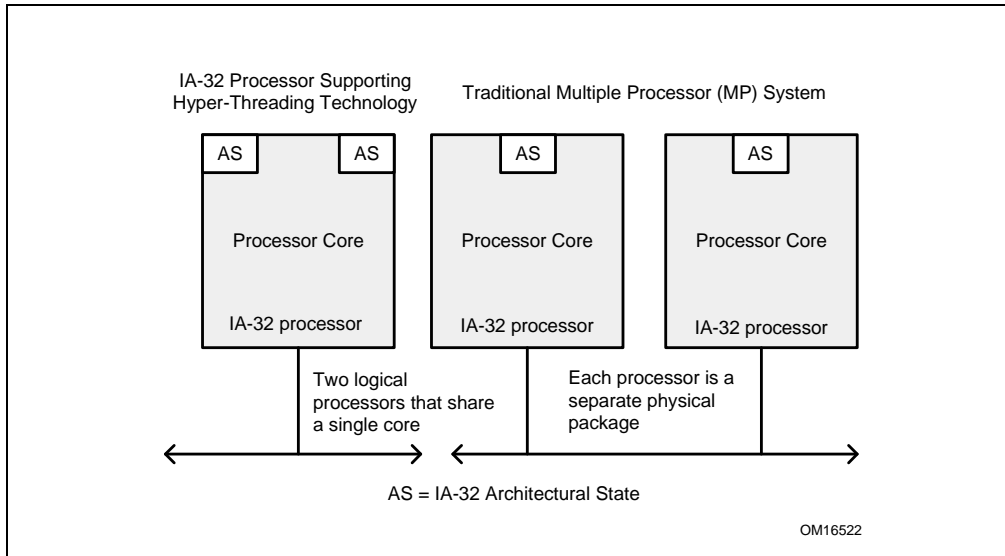 IA-32 Processor Supporting
Hyper-Threading Technology
Traditional Multiple Processor (MP) System
AS
AS
AS
AS
Processor Core
Processor Core
Processor Core
IA-32 processor
IA-32 processor
IA-32 processor
Two logical
processors that share
a single core
Each processor is a
separate physical
package
AS = IA-32 Architectural State
OM16522